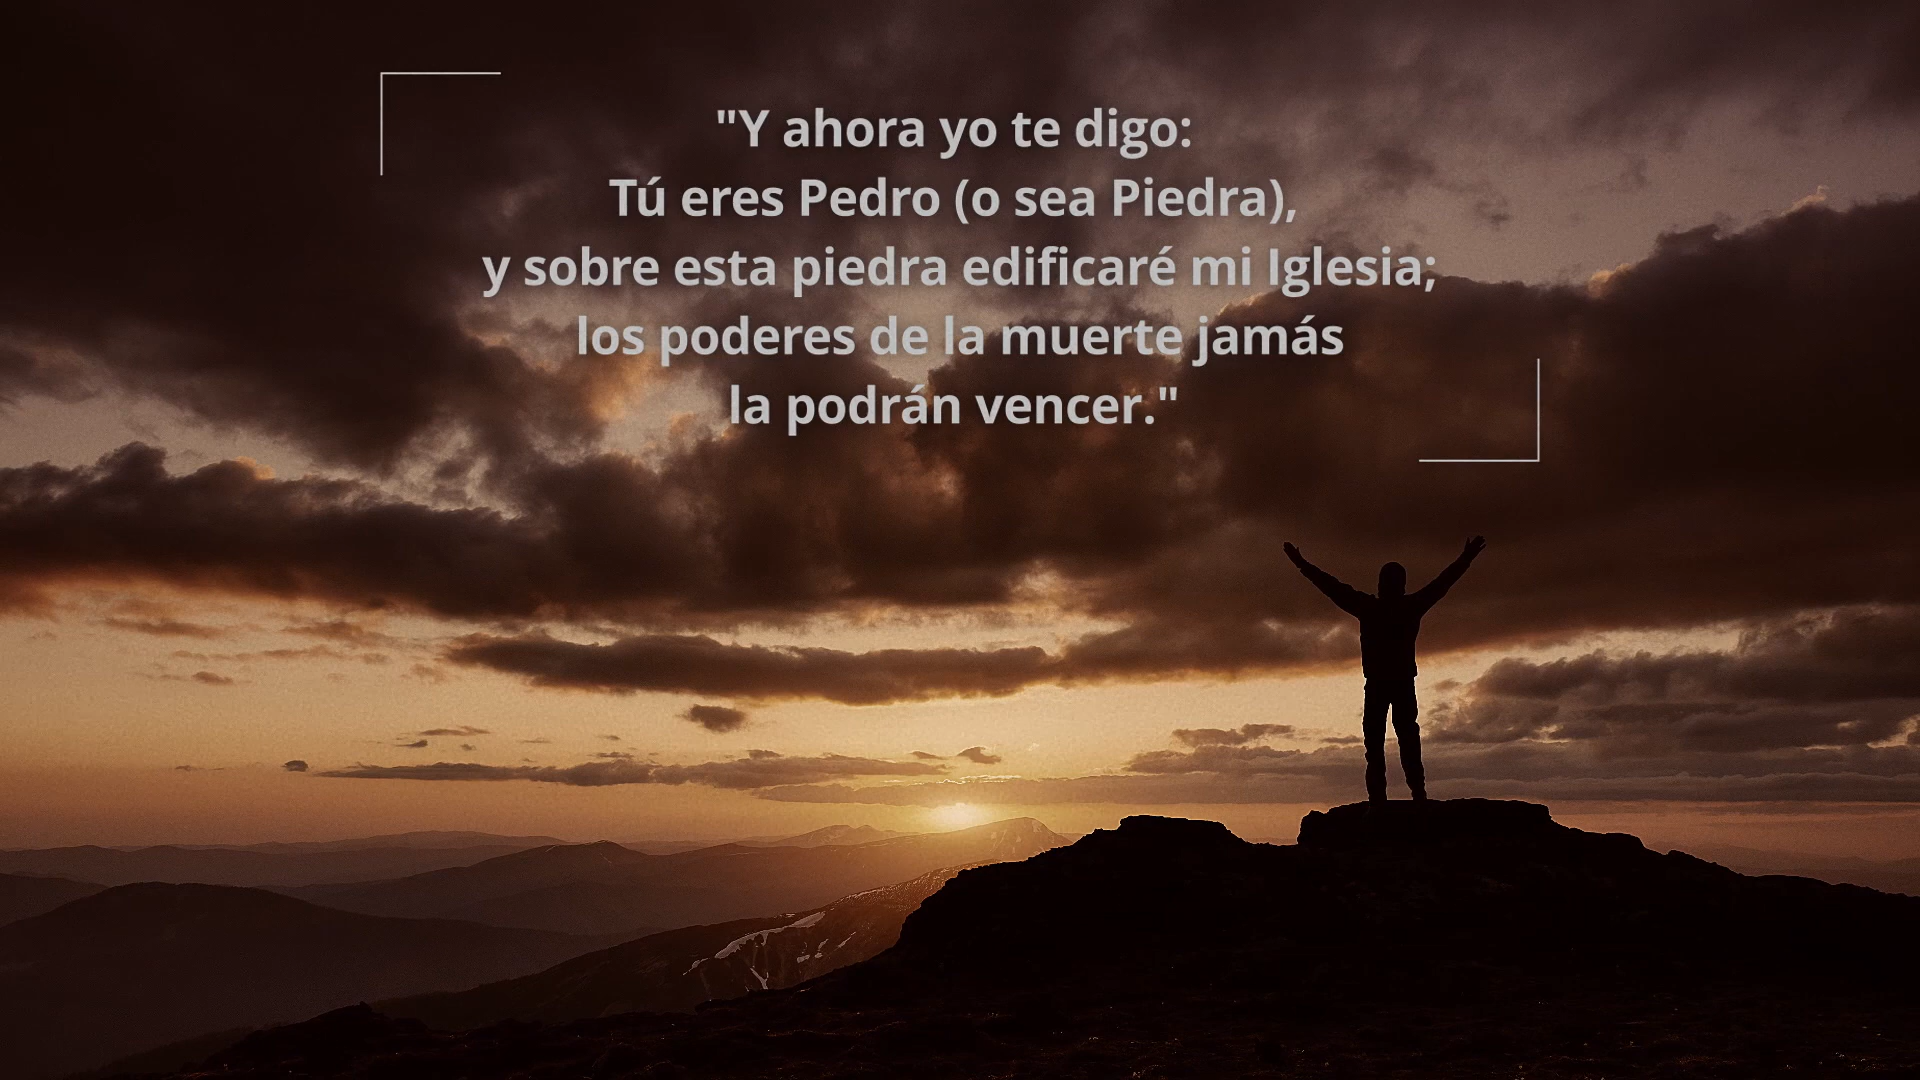 "Y ahora yo te digo:
Tú eres Pedro (o sea Piedra),
y sobre esta piedra edificaré mi Iglesia;
los poderes de la muerte jamás
la podrán vencer."